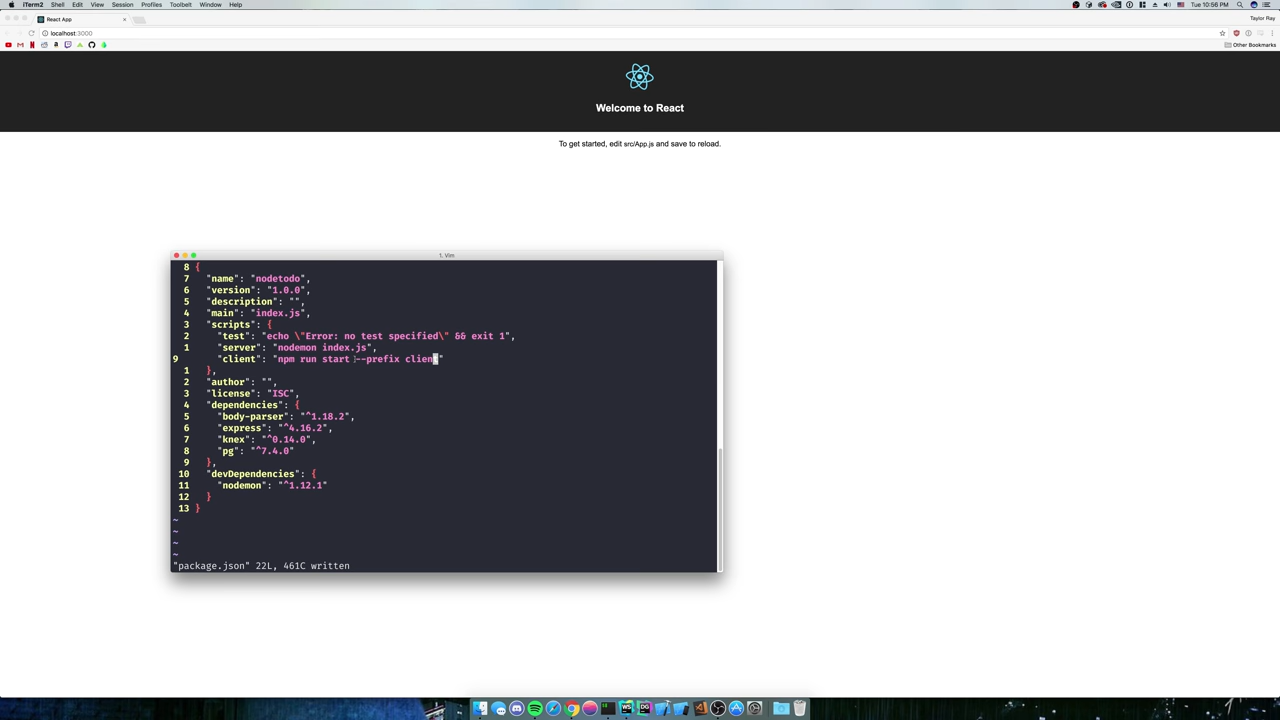 iTerm2 Shell Edit View Session Profiles Toolbelt Window Help Tue 10:56 PM
React App Taylor Ray
localhost:3000
Other Bookmarks
Welcome to React
To get started, edit src/App.js and save to reload.
1. Vim
8 {
7 "name": "nodetodo",
6 "version": "1.0.0",
5 "description": "",
4 "main": "index.js",
3 "scripts": {
2 "test": "echo \"Error: no test specified\" && exit 1",
1 "server": "nodemon index.js",
9 "client": "npm run start --prefix client"
1 },
2 "author": "",
3 "license": "ISC",
4 "dependencies": {
5 "body-parser": "^1.18.2",
6 "express": "^4.16.2",
7 "knex": "^0.14.0",
8 "pg": "^7.4.0"
9 },
10 "devDependencies": {
11 "nodemon": "^1.12.1"
12 }
13 }
~
~
~
~
"package.json" 22L, 461C written